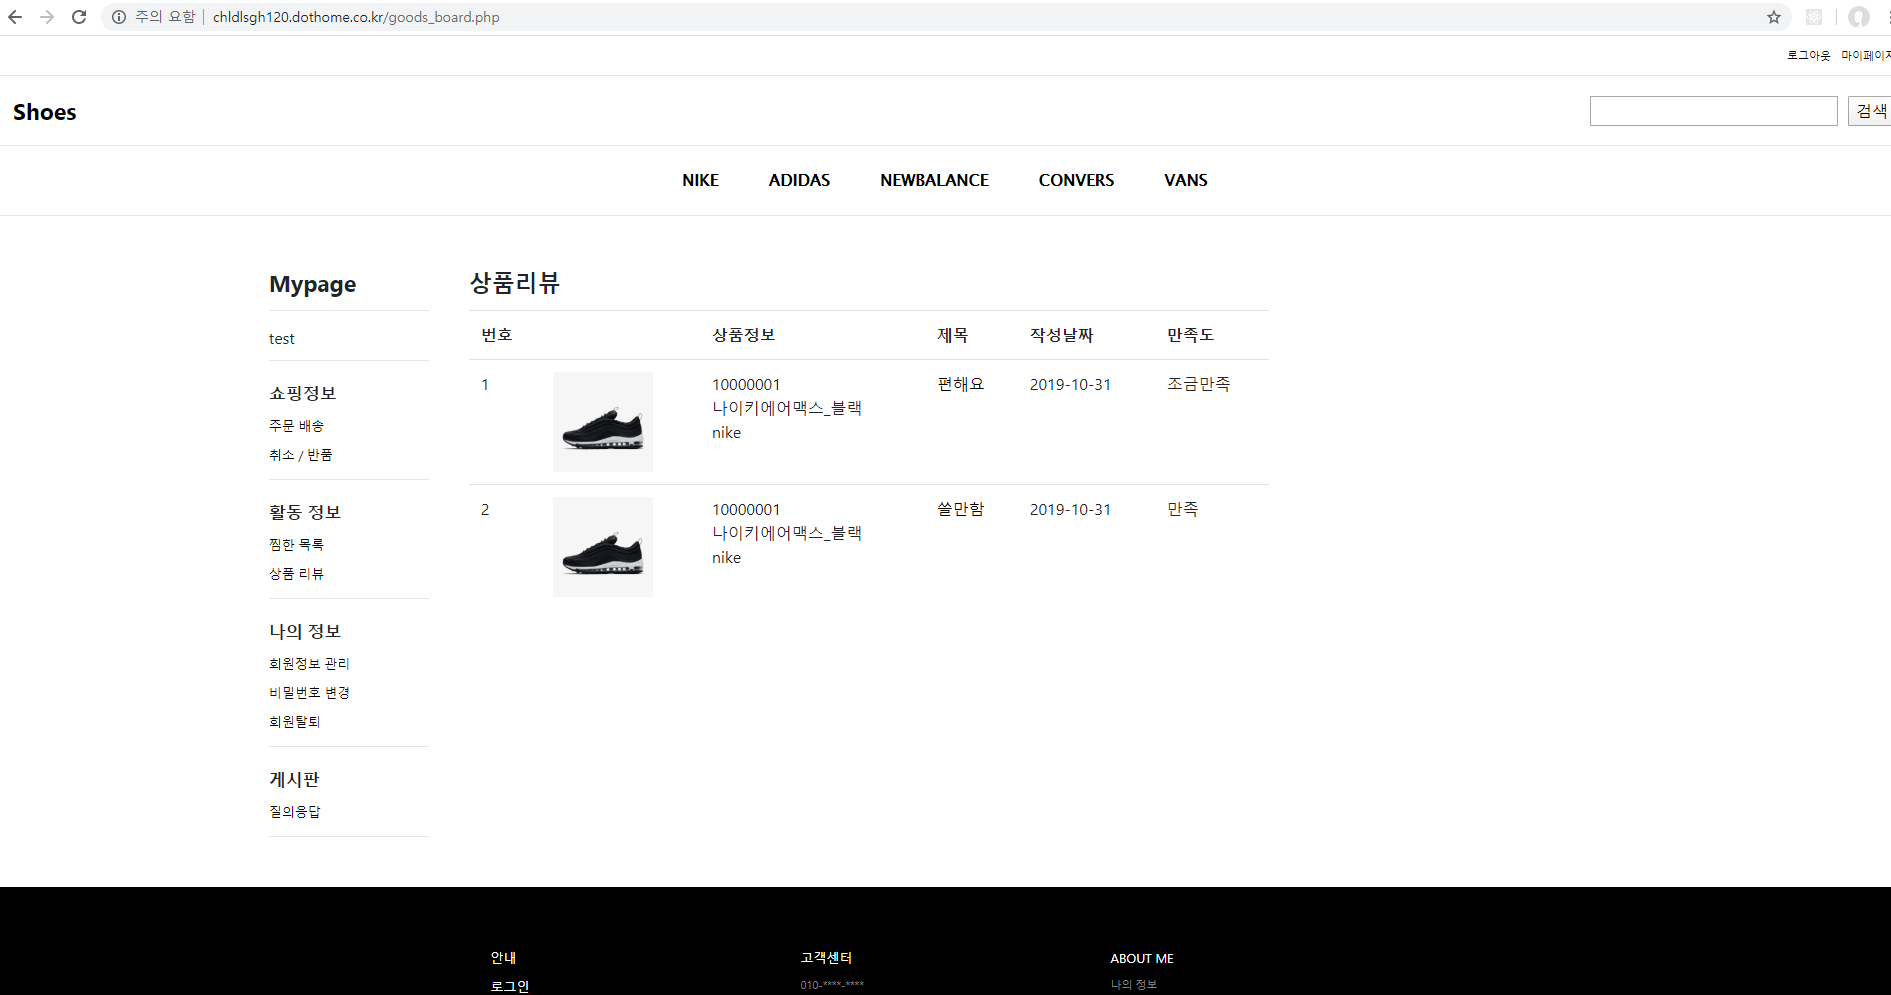 주의 요함 | chldlsgh120.dothome.co.kr/goods_board.php
로그아웃 마이페이지
Shoes
검색
NIKE ADIDAS NEWBALANCE CONVERS VANS
Mypage
test
쇼핑정보
주문 배송
취소 / 반품
활동 정보
찜한 목록
상품 리뷰
나의 정보
회원정보 관리
비밀번호 변경
회원탈퇴
게시판
질의응답
상품리뷰
번호 상품정보 제목 작성날짜 만족도
1 10000001 편해요 2019-10-31 조금만족
나이키에어맥스_블랙
nike
2 10000001 쓸만함 2019-10-31 만족
나이키에어맥스_블랙
nike
안내 고객센터 ABOUT ME
로그인 010-****-**** 나의 정보